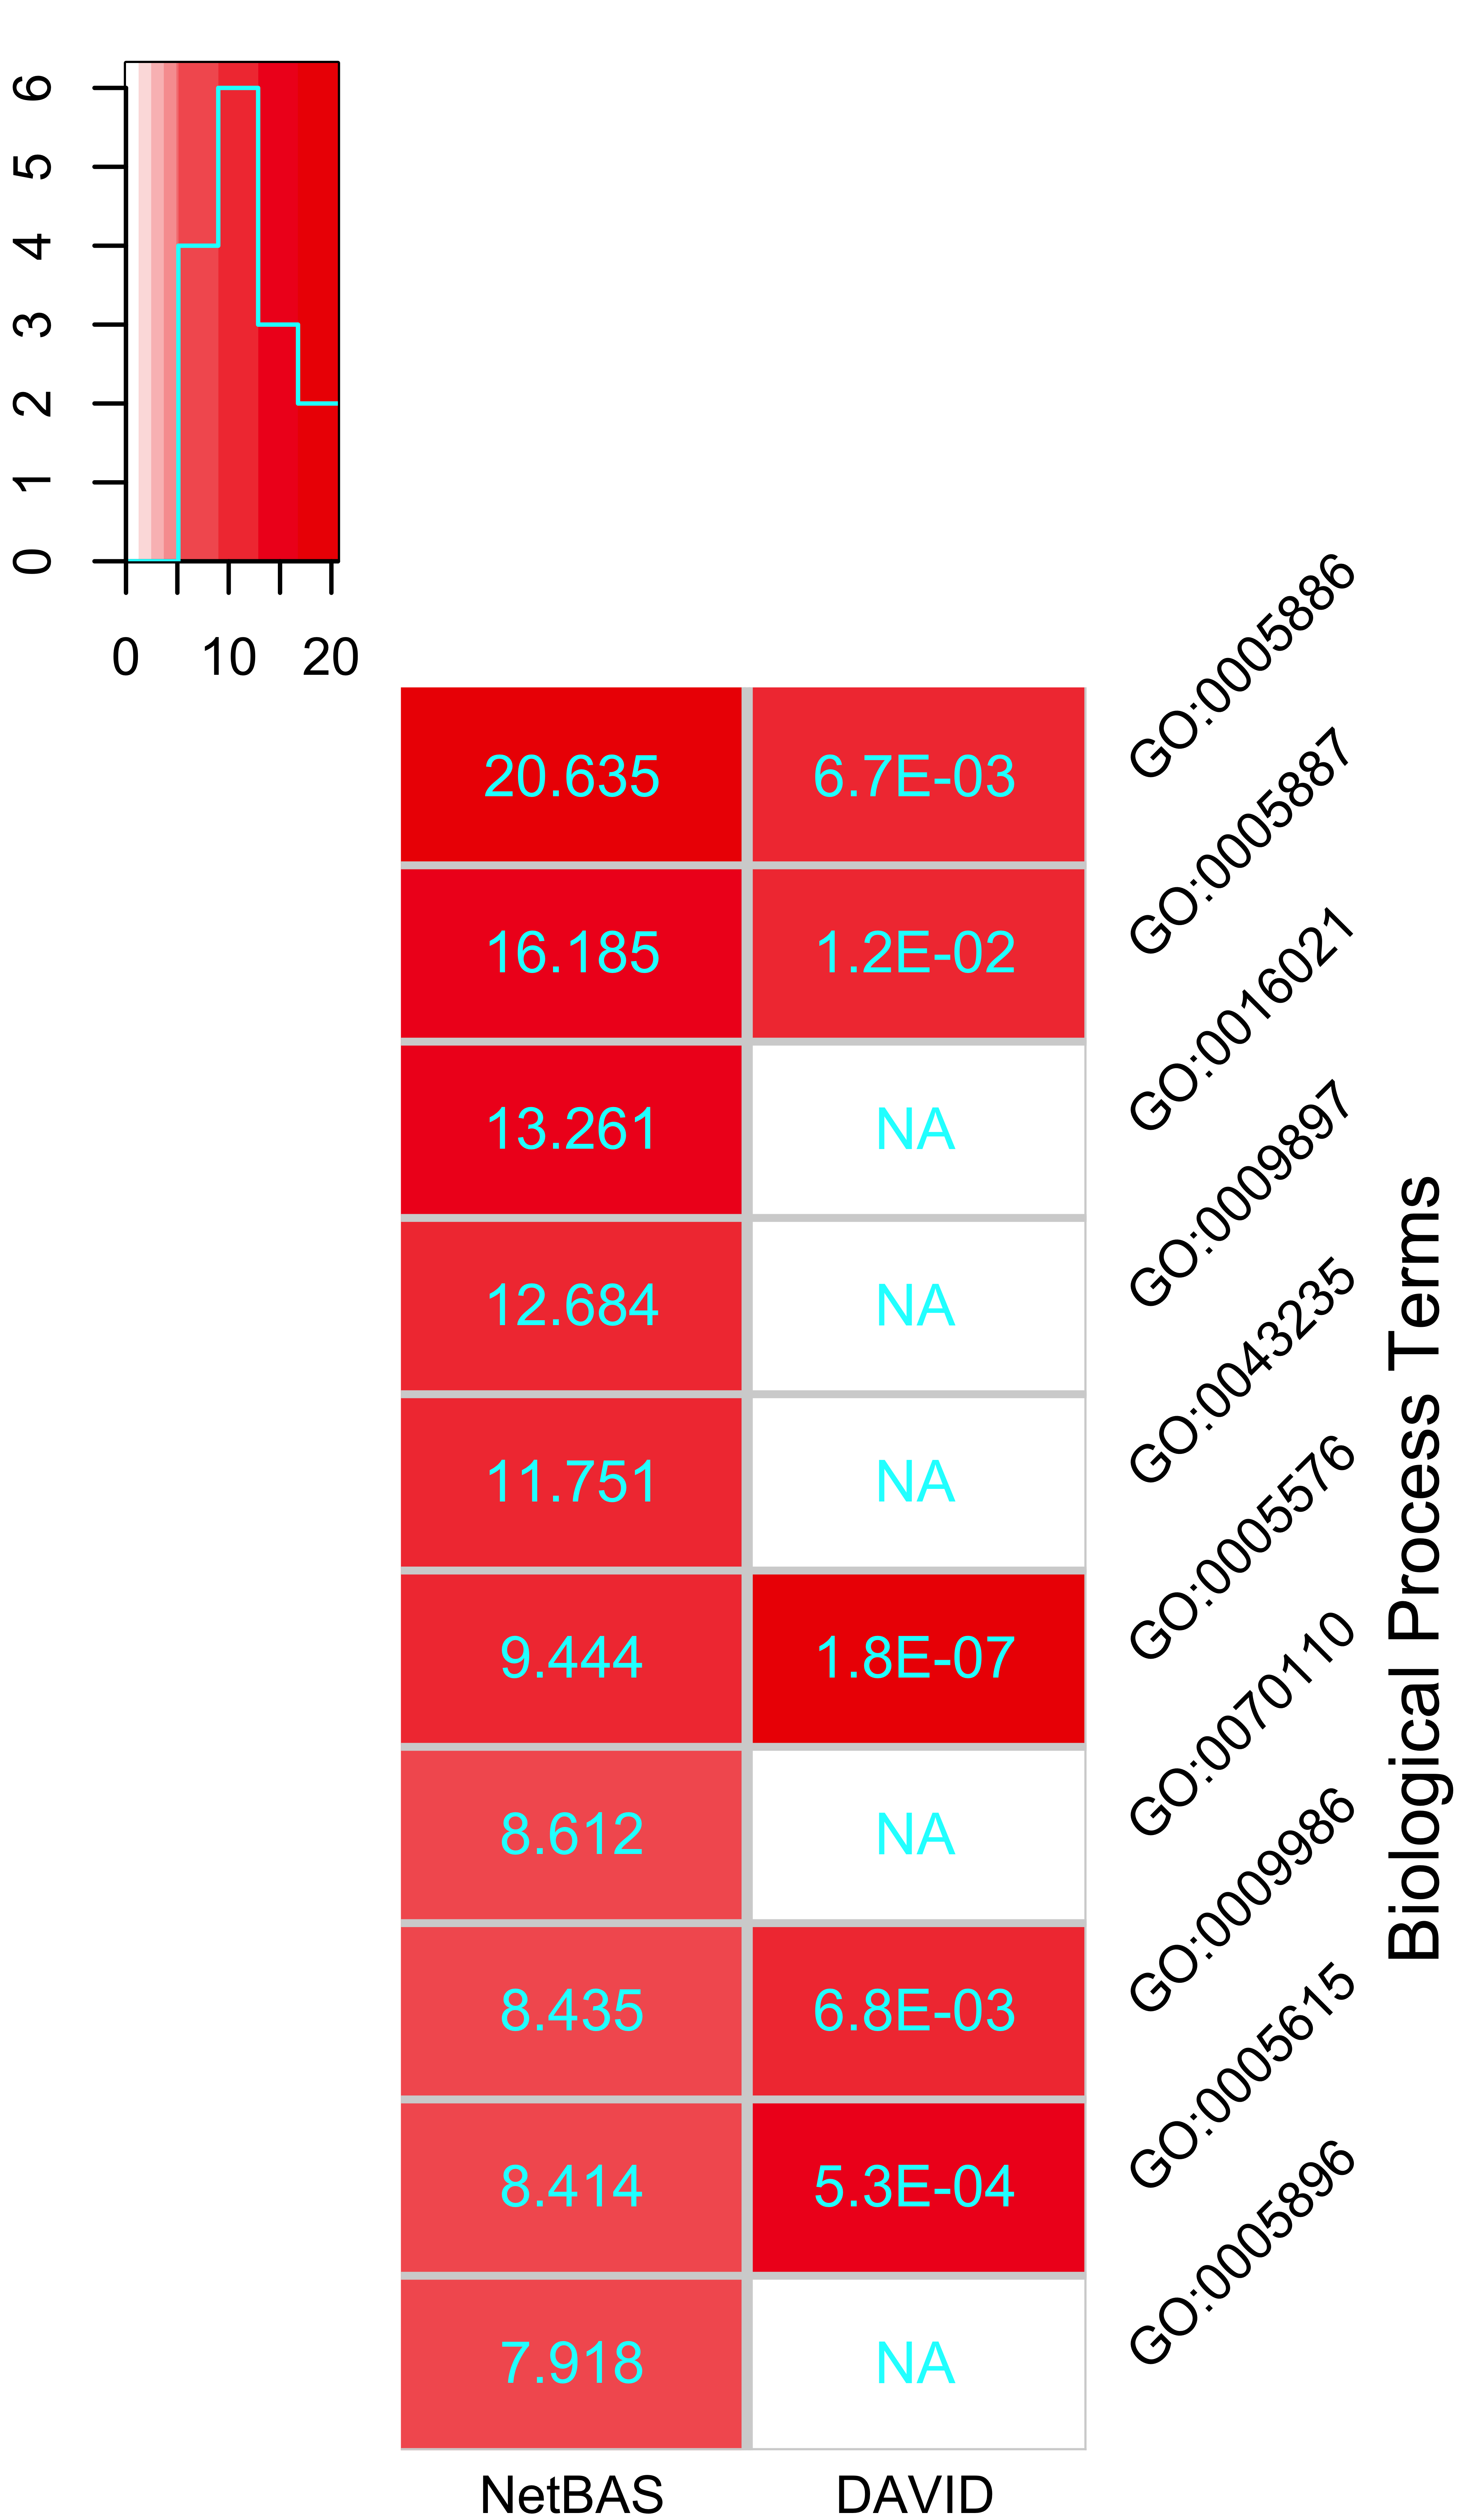 6
5
4
3
2
1
0
0 10 20
20.635 6.7E-03 GO:0005886
16.185 1.2E-02 GO:0005887
13.261 NA GO:0016021
12.684 NA GO:0009897
11.751 NA GO:0043235
9.444 1.8E-07 GO:0005576
8.612 NA GO:0070110
8.435 6.8E-03 GO:0009986
8.414 5.3E-04 GO:0005615
7.918 NA GO:0005896
Biological Process Terms
NetBAS DAVID